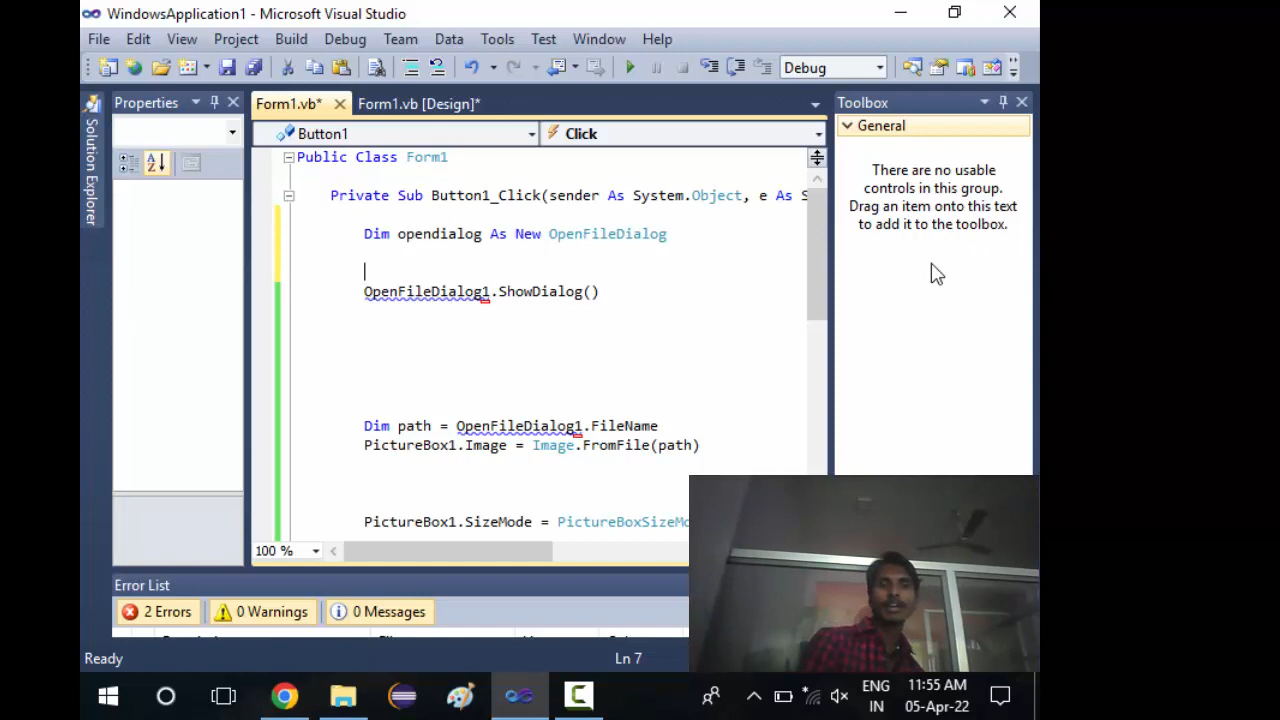 WindowsApplication1 - Microsoft Visual Studio
File Edit View Project Build Debug Team Data Tools Test Window Help
Debug
Solution Explorer
Properties
Form1.vb*
Form1.vb [Design]*
Toolbox
Button1
Click
General
There are no usable
controls in this group.
Drag an item onto this text
to add it to the toolbox.
Public Class Form1
Private Sub Button1_Click(sender As System.Object, e As S
Dim opendialog As New OpenFileDialog
OpenFileDialog1.ShowDialog()
Dim path = OpenFileDialog1.FileName
PictureBox1.Image = Image.FromFile(path)
PictureBox1.SizeMode = PictureBoxSizeMo
100 %
Error List
2 Errors
0 Warnings
0 Messages
Ready
Ln 7
ENG
IN
11:55 AM
05-Apr-22